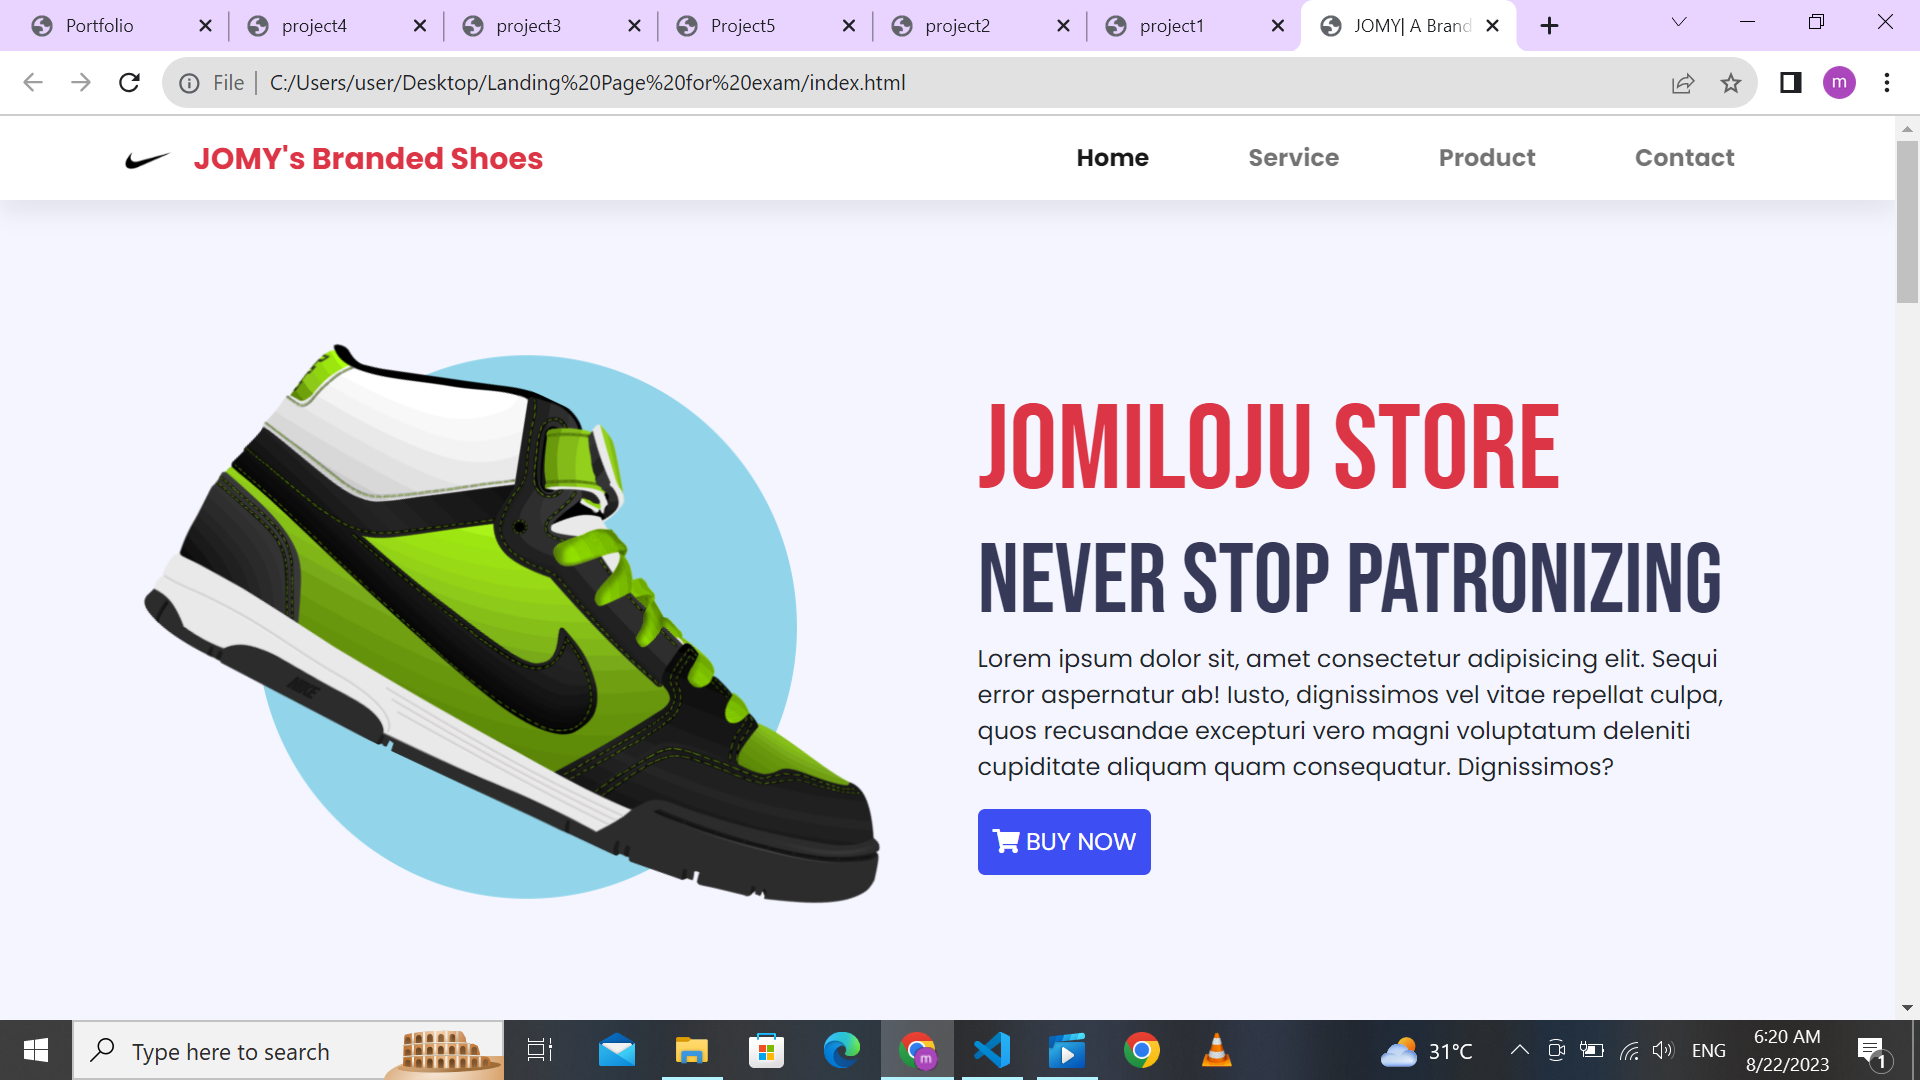 Portfolio
project4
project3
Project5
project2
project1
JOMY| A Brand
File
C:/Users/user/Desktop/Landing%20Page%20for%20exam/index.html
m
JOMY's Branded Shoes
Home
Service
Product
Contact
JOMILOJU STORE
NEVER STOP PATRONIZING
Lorem ipsum dolor sit, amet consectetur adipisicing elit. Sequi
error aspernatur ab! Iusto, dignissimos vel vitae repellat culpa,
quos recusandae excepturi vero magni voluptatum deleniti
cupiditate aliquam quam consequatur. Dignissimos?
BUY NOW
NIKE
Type here to search
m
31°C
ENG
6:20 AM
8/22/2023
1